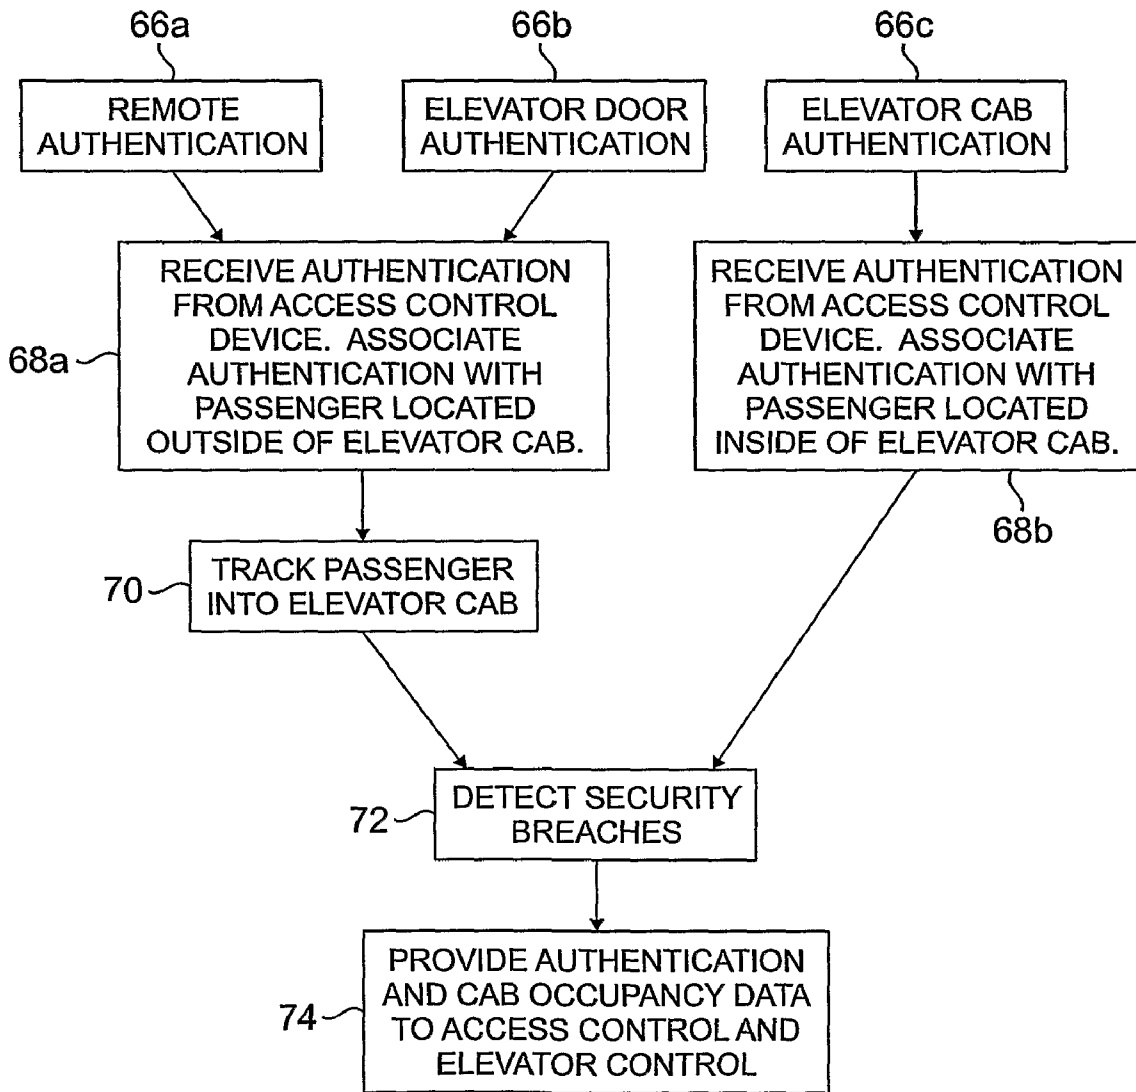 66a
66b
66c
REMOTE
AUTHENTICATION
ELEVATOR DOOR
AUTHENTICATION
ELEVATOR CAB
AUTHENTICATION
68a
RECEIVE AUTHENTICATION
FROM ACCESS CONTROL
DEVICE. ASSOCIATE
AUTHENTICATION WITH
PASSENGER LOCATED
OUTSIDE OF ELEVATOR CAB.
RECEIVE AUTHENTICATION
FROM ACCESS CONTROL
DEVICE. ASSOCIATE
AUTHENTICATION WITH
PASSENGER LOCATED
INSIDE OF ELEVATOR CAB.
68b
70
TRACK PASSENGER
INTO ELEVATOR CAB
72
DETECT SECURITY
BREACHES
74
PROVIDE AUTHENTICATION
AND CAB OCCUPANCY DATA
TO ACCESS CONTROL AND
ELEVATOR CONTROL